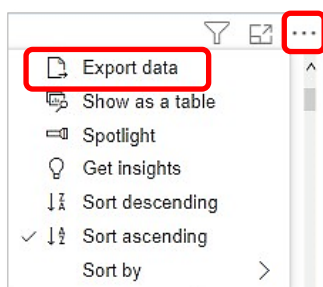 Export data
Show as a table
Spotlight
Get insights
Sort descending
Sort ascending
Sort by